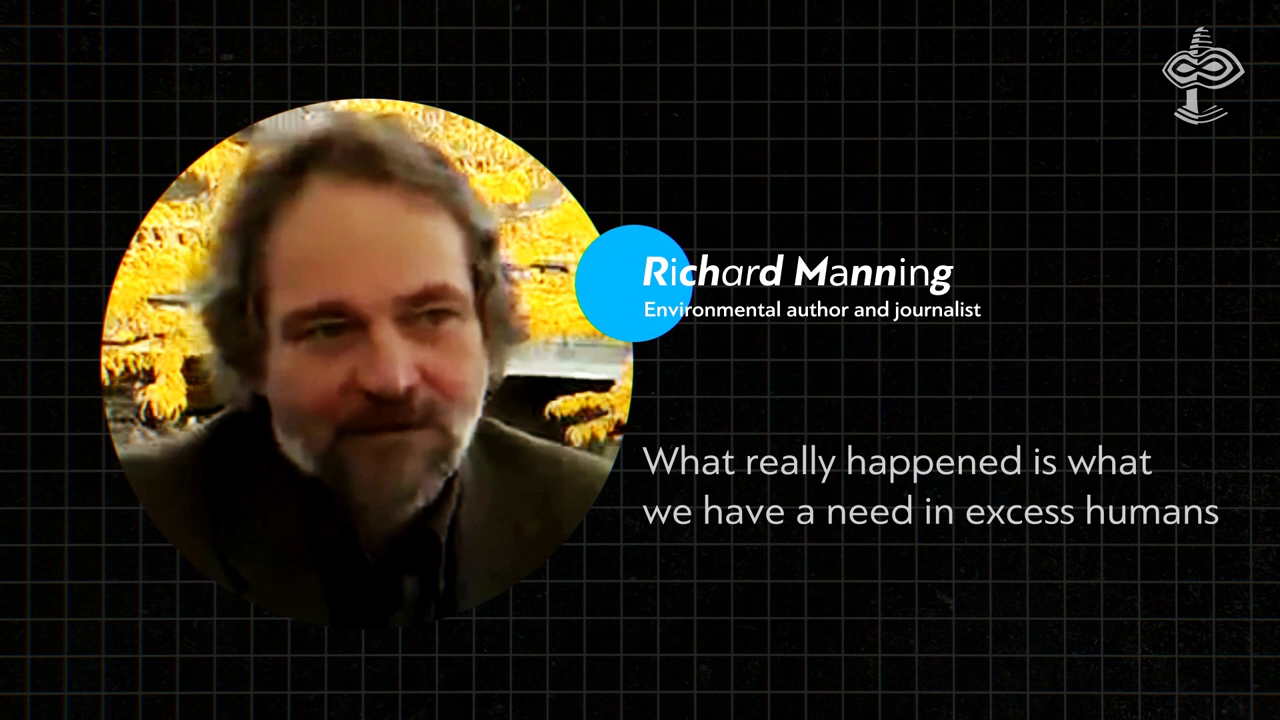 Richard Manning
Environmental author and journalist
What really happened is what
we have a need in excess humans